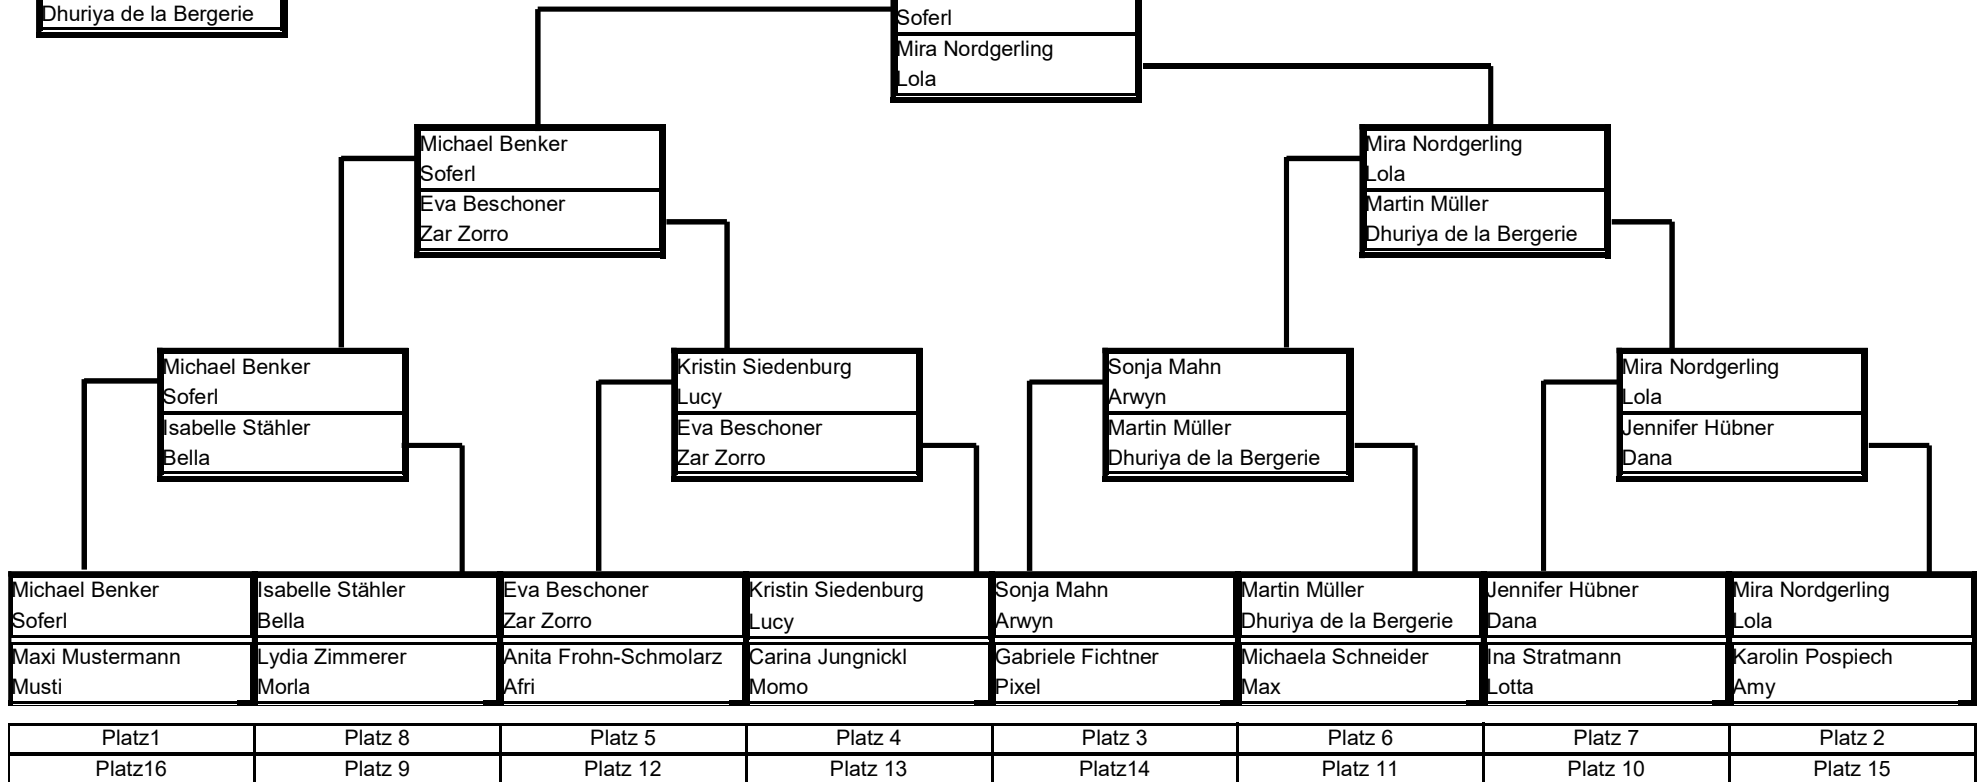 Dhuriya de la Bergerie
Soferl
Mira Nordgerling
Lola
Michael Benker
Soferl
Eva Beschoner
Zar Zorro
Mira Nordgerling
Lola
Martin Müller
Dhuriya de la Bergerie
Michael Benker
Soferl
Isabelle Stähler
Bella
Kristin Siedenburg
Lucy
Eva Beschoner
Zar Zorro
Sonja Mahn
Arwyn
Martin Müller
Dhuriya de la Bergerie
Mira Nordgerling
Lola
Jennifer Hübner
Dana
Michael Benker
Soferl
Maxi Mustermann
Musti
Isabelle Stähler
Bella
Lydia Zimmerer
Morla
Eva Beschoner
Zar Zorro
Anita Frohn-Schmolarz
Afri
Kristin Siedenburg
Lucy
Carina Jungnickl
Momo
Sonja Mahn
Arwyn
Gabriele Fichtner
Pixel
Martin Müller
Dhuriya de la Bergerie
Michaela Schneider
Max
Jennifer Hübner
Dana
Ina Stratmann
Lotta
Mira Nordgerling
Lola
Karolin Pospiech
Amy
Platz1 Platz 8 Platz 5 Platz 4 Platz 3 Platz 6 Platz 7 Platz 2
Platz16 Platz 9 Platz 12 Platz 13 Platz14 Platz 11 Platz 10 Platz 15